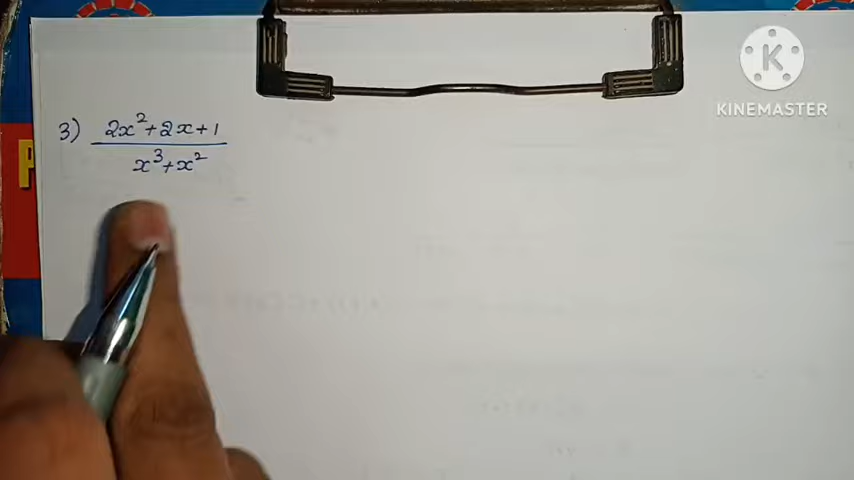 K
KINEMASTER
3) 2x²+2x+1
x³+x²
P